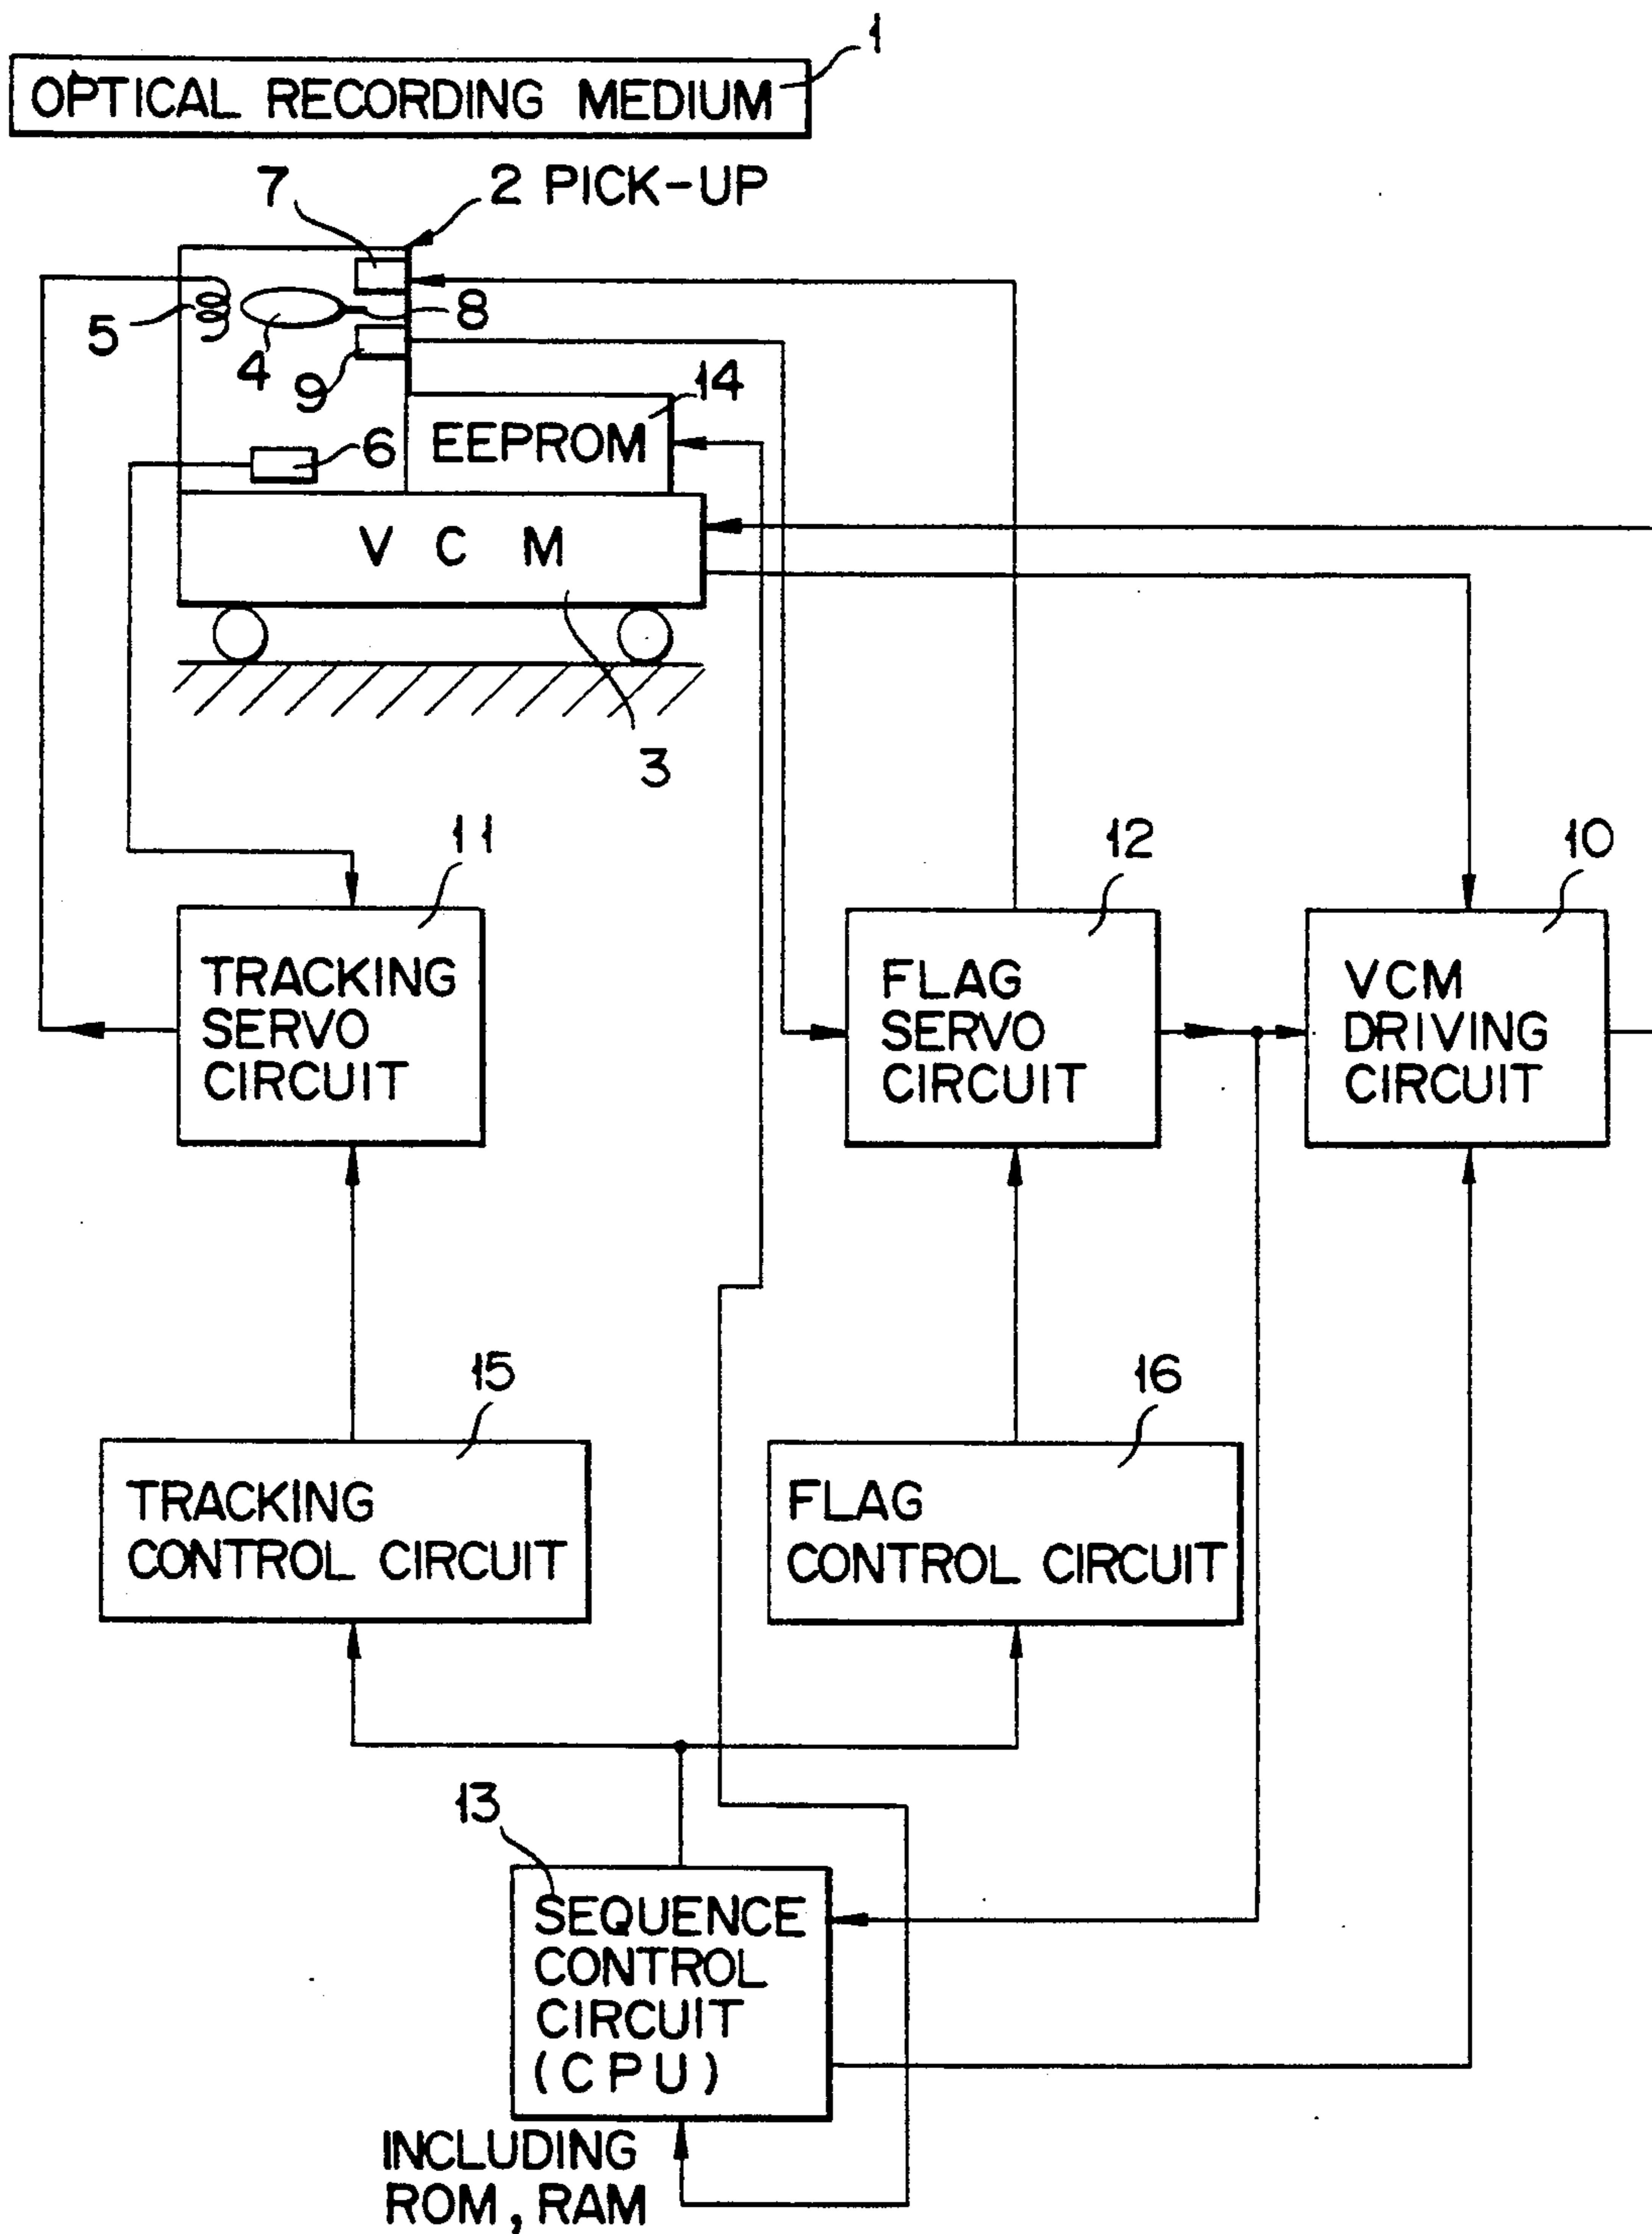 1
OPTICAL RECORDING MEDIUM
7
2 PICK-UP
5
4
8
9
14
EEPROM
6
V C M
3
11
12
10
TRACKING
SERVO
CIRCUIT
FLAG
SERVO
CIRCUIT
VCM
DRIVING
CIRCUIT
15
16
TRACKING
CONTROL CIRCUIT
FLAG
CONTROL CIRCUIT
13
SEQUENCE
CONTROL
CIRCUIT
(CPU)
INCLUDING
ROM, RAM